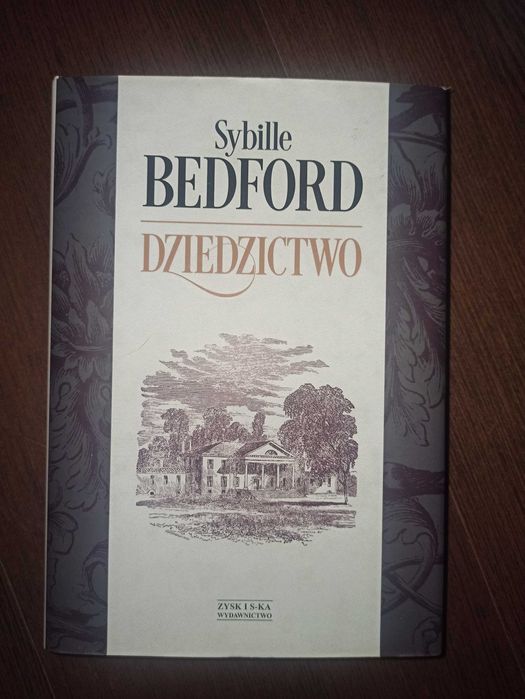 Sybille
BEDFORD
DZIEDZICTWO
ZYSK I S-KA
WYDAWNICTWO